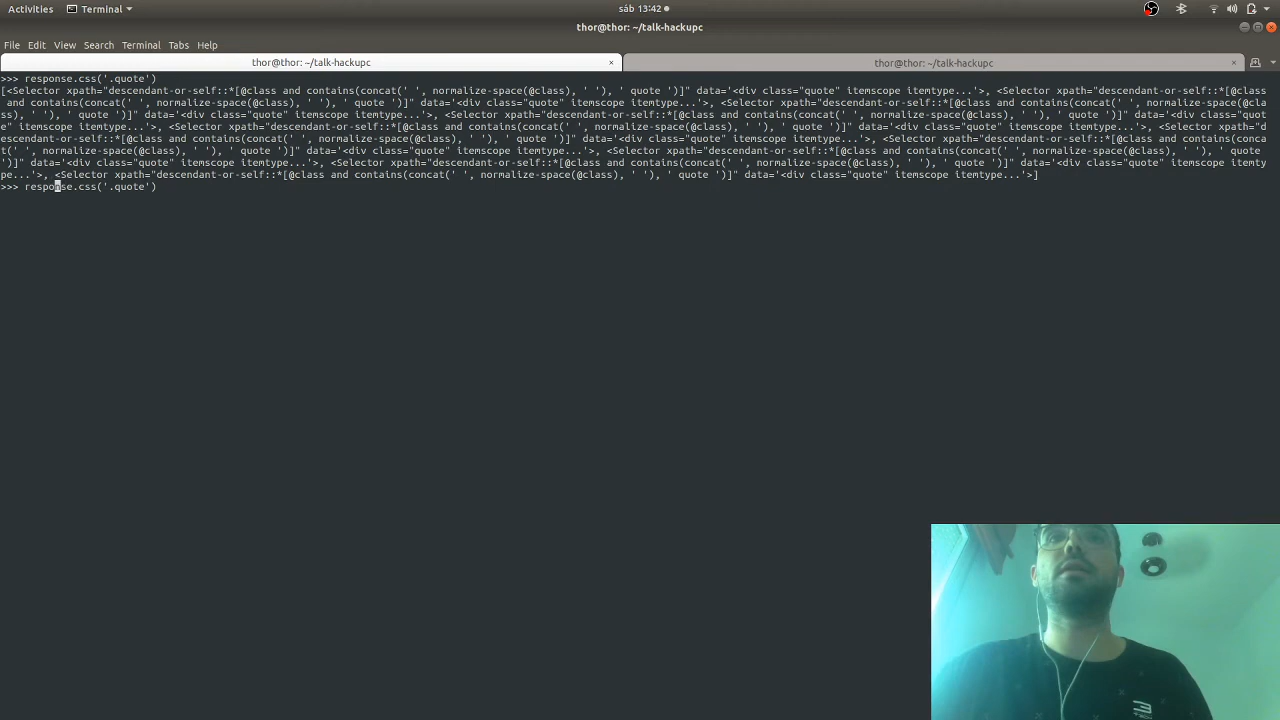 Activities Terminal sáb 13:42
thor@thor: ~/talk-hackupc
File Edit View Search Terminal Tabs Help
thor@thor: ~/talk-hackupc × thor@thor: ~/talk-hackupc ×
>>> response.css('.quote')
[<Selector xpath="descendant-or-self::*[@class and contains(concat(' ', normalize-space(@class), ' '), ' quote ')]" data='<div class="quote" itemscope itemtype...'>, <Selector xpath="descendant-or-self::*[@class
 and contains(concat(' ', normalize-space(@class), ' '), ' quote ')]" data='<div class="quote" itemscope itemtype...'>, <Selector xpath="descendant-or-self::*[@class and contains(concat(' ', normalize-space(@cla
ss), ' '), ' quote ')]" data='<div class="quote" itemscope itemtype...'>, <Selector xpath="descendant-or-self::*[@class and contains(concat(' ', normalize-space(@class), ' '), ' quote ')]" data='<div class="quot
e" itemscope itemtype...'>, <Selector xpath="descendant-or-self::*[@class and contains(concat(' ', normalize-space(@class), ' '), ' quote ')]" data='<div class="quote" itemscope itemtype...'>, <Selector xpath="d
escendant-or-self::*[@class and contains(concat(' ', normalize-space(@class), ' '), ' quote ')]" data='<div class="quote" itemscope itemtype...'>, <Selector xpath="descendant-or-self::*[@class and contains(conca
t(' ', normalize-space(@class), ' '), ' quote ')]" data='<div class="quote" itemscope itemtype...'>, <Selector xpath="descendant-or-self::*[@class and contains(concat(' ', normalize-space(@class), ' '), ' quote 
')]" data='<div class="quote" itemscope itemtype...'>, <Selector xpath="descendant-or-self::*[@class and contains(concat(' ', normalize-space(@class), ' '), ' quote ')]" data='<div class="quote" itemscope itemty
pe...'>, <Selector xpath="descendant-or-self::*[@class and contains(concat(' ', normalize-space(@class), ' '), ' quote ')]" data='<div class="quote" itemscope itemtype...'>]
>>> response.css('.quote')